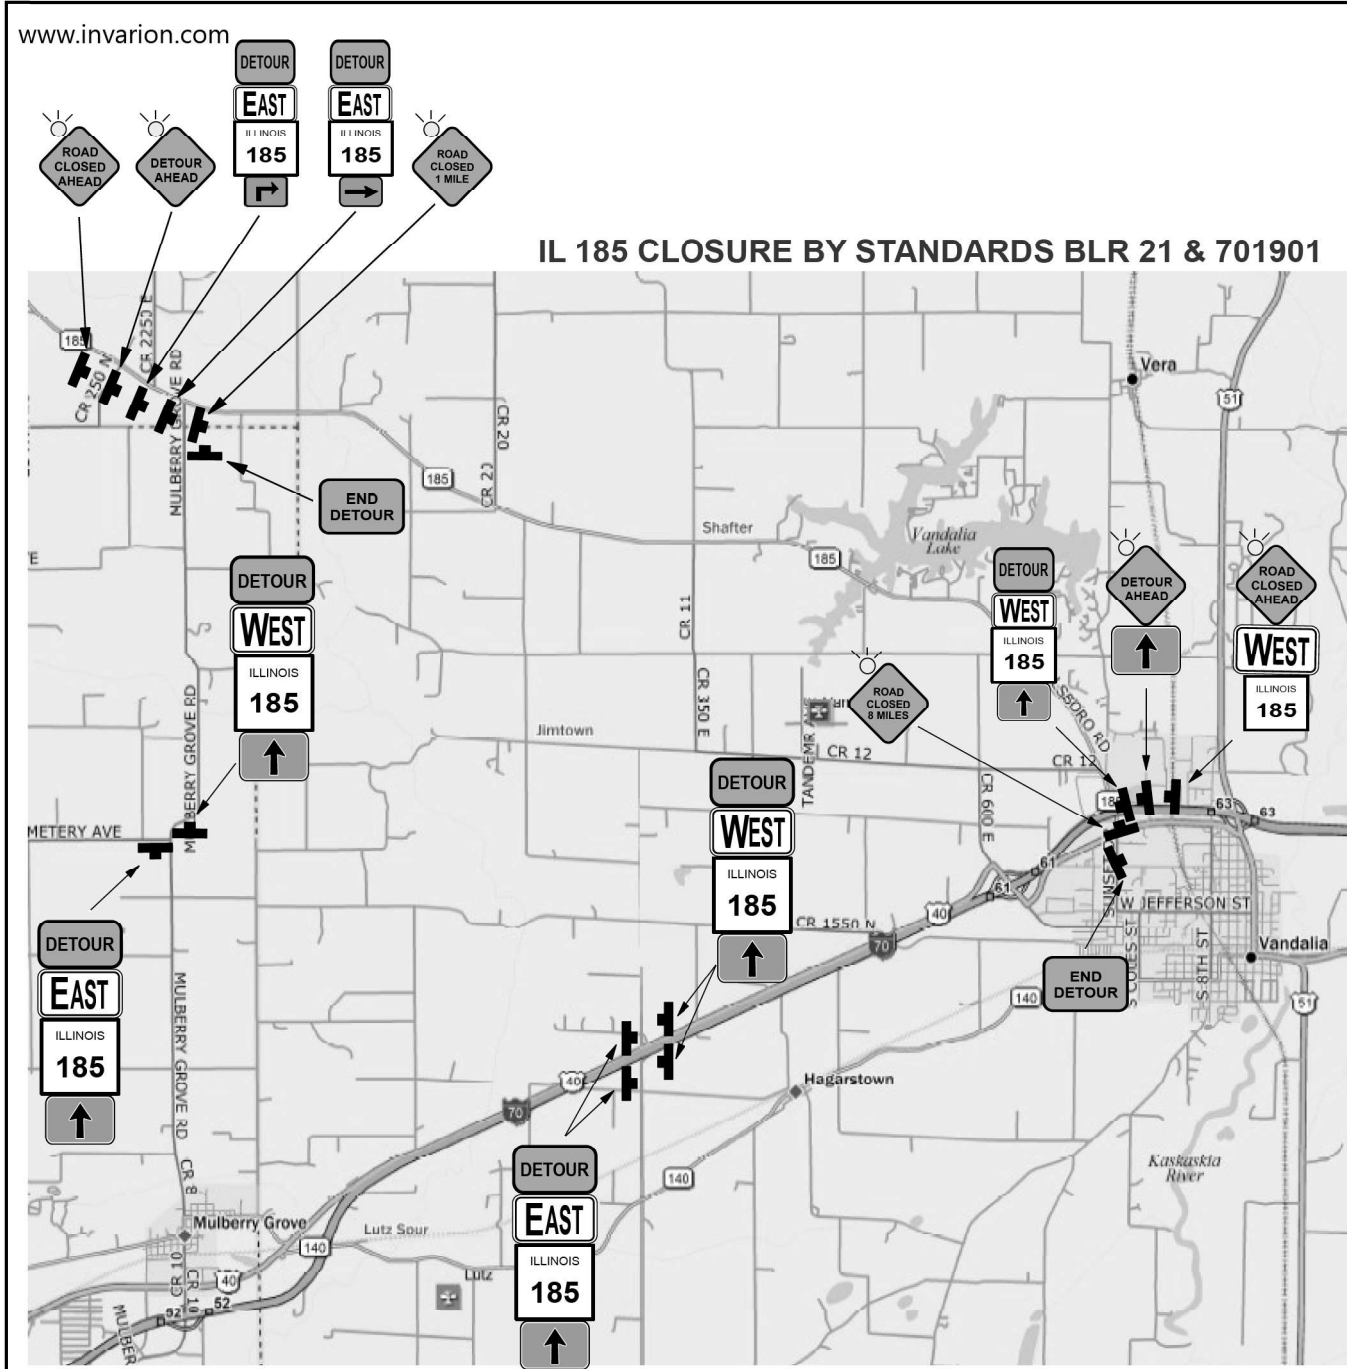 www.invarion.com
DETOUR
EAST
ILLINOIS
185
DETOUR
EAST
ILLINOIS
185
ROAD
CLOSED
AHEAD
DETOUR
AHEAD
ROAD
CLOSED
1 MILE
IL 185 CLOSURE BY STANDARDS BLR 21 & 701901
185
CR 250 N
CR 2250 E
MULBERRY GROVE RD
CR 20
CR 20
185
END
DETOUR
Vera
51
Shafter
185
Vandalia
Lake
DETOUR
WEST
ILLINOIS
185
DETOUR
AHEAD
ROAD
CLOSED
AHEAD
WEST
ILLINOIS
185
DETOUR
WEST
ILLINOIS
185
ROAD
CLOSED
8 MILES
CR 11
CR 350 E
MULBERRY GROVE RD
Jimtown
CR 12
CR 12
CR 600 E
63
63
METERY AVE
DETOUR
WEST
ILLINOIS
185
61
61
W JEFFERSON ST
S 8TH ST
Vandalia
40
CR 1550 N
70
DETOUR
EAST
ILLINOIS
185
END
DETOUR
140
51
MULBERRY GROVE RD
40
Hagarstown
70
DETOUR
EAST
ILLINOIS
185
140
Kaskaskia
River
CR 8
Mulberry Grove
Lutz Spur
140
Lutz
CR 10
40
52
52